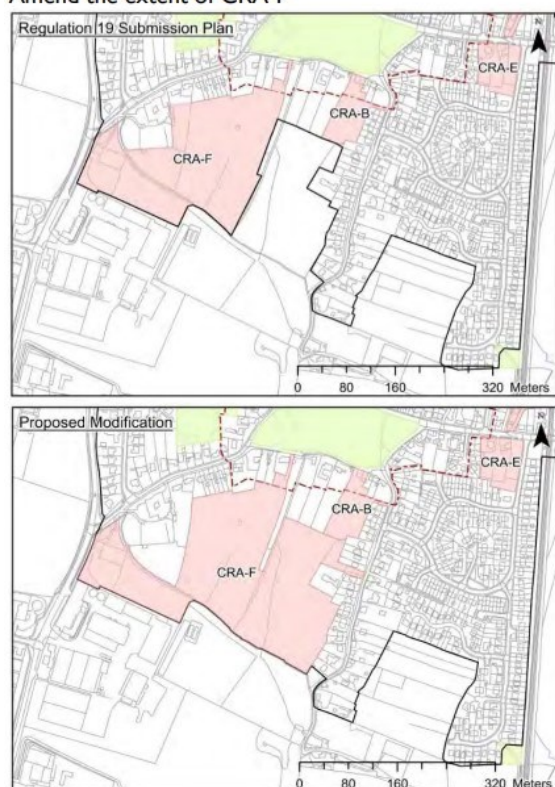 Amend the extent of CRA-F
Regulation 19 Submission Plan
N
CRA-E
CRA-B
CRA-F
0 80 160 320 Meters
Proposed Modification
N
CRA-E
CRA-B
CRA-F
0 80 160 320 Meters